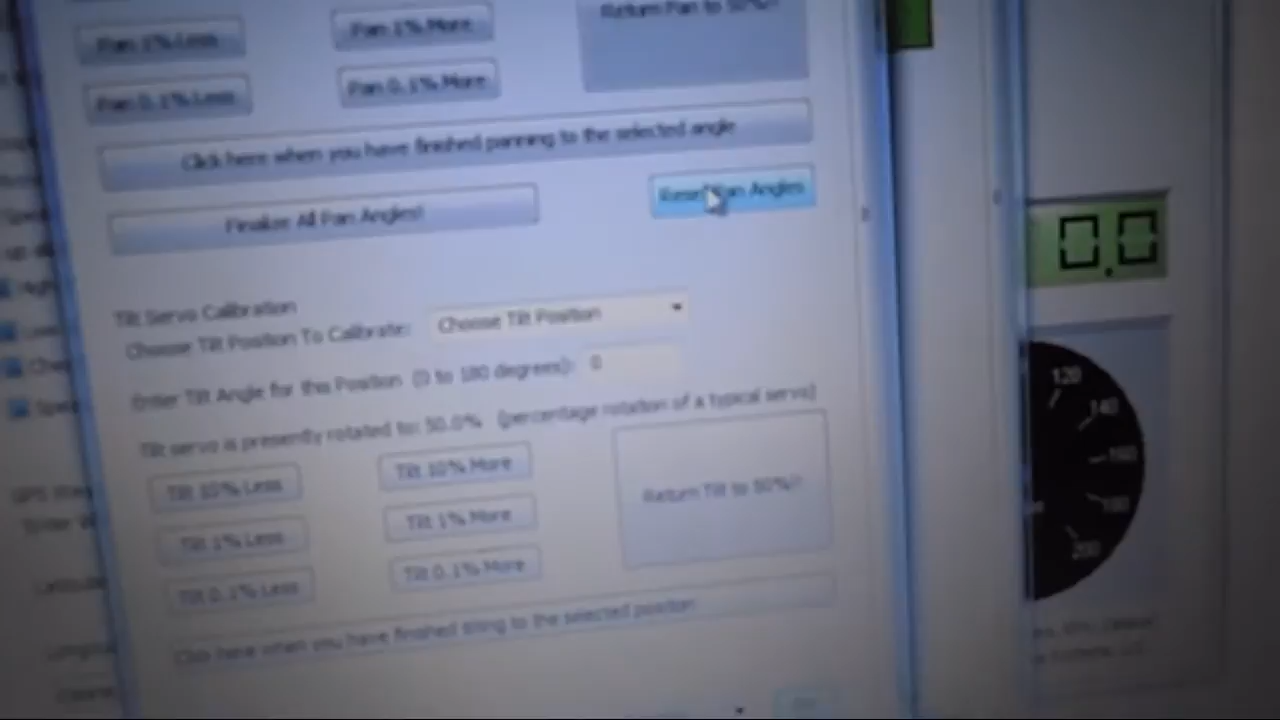 Pan 1% Less
Pan 1% More
Return Pan to 50%?
Pan 0.1% Less
Pan 0.1% More
Click here when you have finished panning to the selected angle
Finalize All Pan Angles!
Reset Pan Angles
0.0
Tilt Servo Calibration
Choose Tilt Position To Calibrate:
Choose Tilt Position
Enter Tilt Angle for this Position (0 to 180 degrees):
0
Tilt servo is presently rotated to: 50.0% (percentage rotation of a typical servo)
Tilt 10% Less
Tilt 10% More
Return Tilt to 50%?
Tilt 1% Less
Tilt 1% More
Tilt 0.1% Less
Tilt 0.1% More
Click here when you have finished tilting to the selected position
120
140
160
180
200